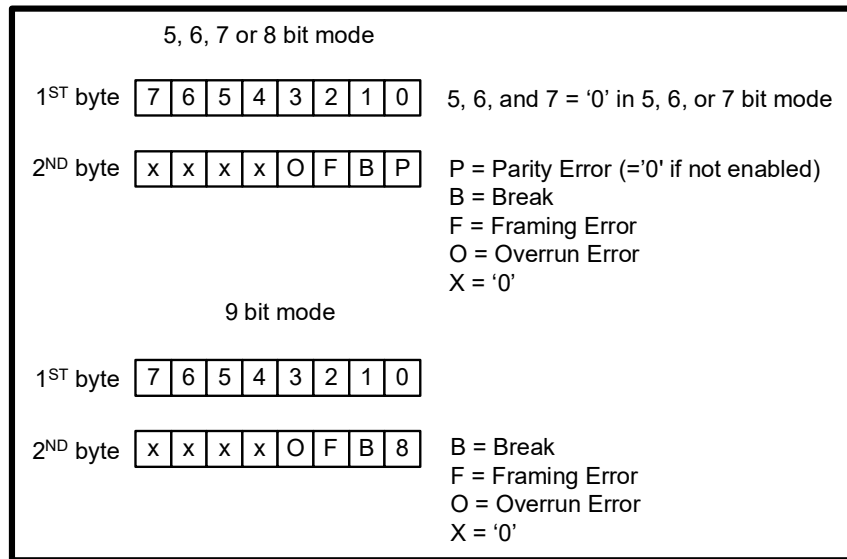 5, 6, 7 or 8 bit mode
1ST byte 7 6 5 4 3 2 1 0 5, 6, and 7 = ‘0’ in 5, 6, or 7 bit mode
2ND byte x x x x O F B P P = Parity Error (=’0' if not enabled)
B = Break
F = Framing Error
O = Overrun Error
X = ‘0’
9 bit mode
1ST byte 7 6 5 4 3 2 1 0
2ND byte x x x x O F B 8 B = Break
F = Framing Error
O = Overrun Error
X = ‘0’